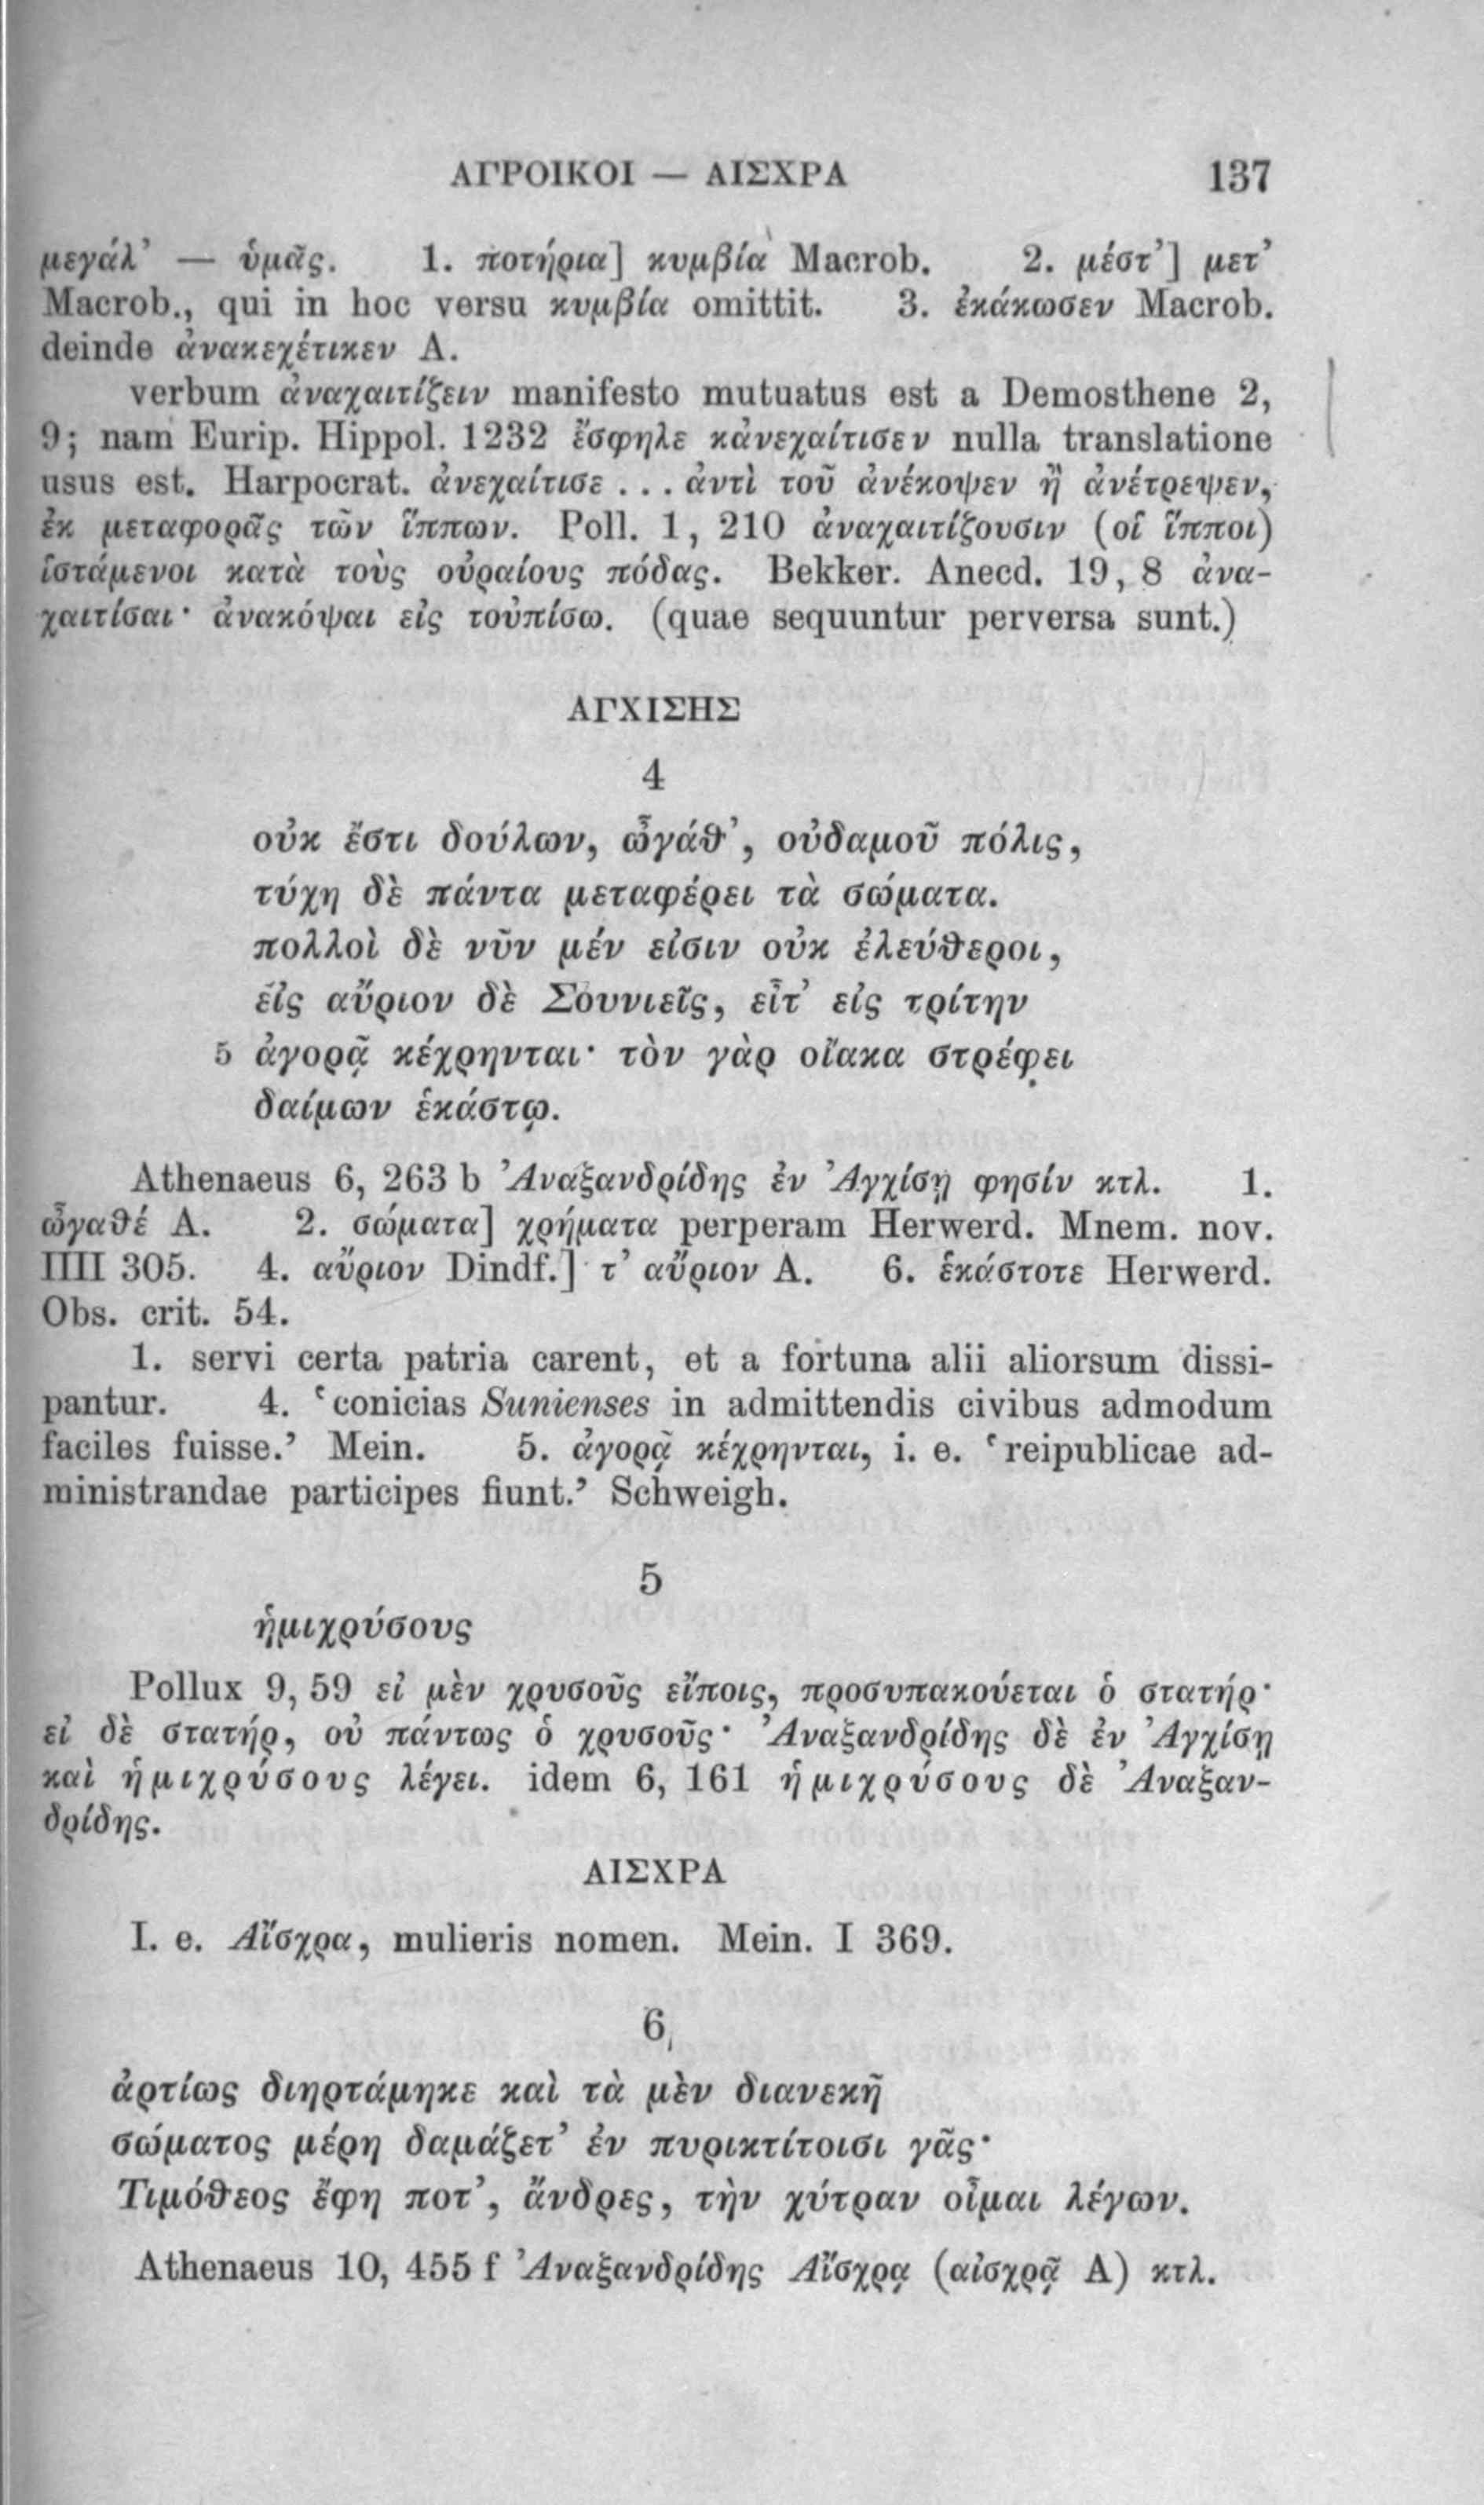 ΑΓΡΟΙΚΟΙ — ΑΙΣΧΡΑ 137
μεγάλ’ — ὑμᾶς. 1. ποτήρια] κυμβία Macrob. 2. μέστ’] μετ’
Macrob., qui in hoc versu κυμβία omittit. 3. ἐκάκωσεν Macrob.
deinde ἀνακεχέτικεν A.
verbum ἀναχαιτίζειν manifesto mutuatus est a Demosthene 2,
9; nam Eurip. Hippol. 1232 ἔσφηλε κἀνεχαίτισεν nulla translatione
usus est. Harpocrat. ἀνεχαίτισε ... ἀντὶ τοῦ ἀνέκοψεν ἢ ἀνέτρεψεν,
ἐκ μεταφορᾶς τῶν ἵππων. Poll. 1, 210 ἀναχαιτίζουσιν (οἱ ἵπποι)
ἱστάμενοι κατὰ τοὺς οὐραίους πόδας. Bekker. Anecd. 19, 8 ἀνα-
χαιτίσαι· ἀνακόψαι εἰς τοὐπίσω. (quae sequuntur perversa sunt.)
ΑΓΧΙΣΗΣ
4
οὐκ ἔστι δούλων, ὦγάθ’, οὐδαμοῦ πόλις,
τύχη δὲ πάντα μεταφέρει τὰ σώματα.
πολλοὶ δὲ νῦν μέν εἰσιν οὐκ ἐλεύθεροι,
εἰς αὔριον δὲ Σουνιεῖς, εἶτ’ εἰς τρίτην
5 ἀγορᾷ κέχρηνται· τὸν γὰρ οἴακα στρέφει
δαίμων ἑκάστῳ.
Athenaeus 6, 263 b Ἀναξανδρίδης ἐν Ἀγχίσῃ φησίν κτλ. 1.
ὦγαθέ A. 2. σώματα] χρήματα perperam Herwerd. Mnem. nov.
IIII 305. 4. αὔριον Dindf.] τ’ αὔριον A. 6. ἑκάστοτε Herwerd.
Obs. crit. 54.
1. servi certa patria carent, et a fortuna alii aliorsum dissi-
pantur. 4. ‘conicias Sunienses in admittendis civibus admodum
faciles fuisse.’ Mein. 5. ἀγορᾷ κέχρηνται, i. e. ‘reipublicae ad-
ministrandae participes fiunt.’ Schweigh.
5
ἡμιχρύσους
Pollux 9, 59 εἰ μὲν χρυσοῦς εἴποις, προσυπακούεται ὁ στατήρ·
εἰ δὲ στατήρ, οὐ πάντως ὁ χρυσοῦς· Ἀναξανδρίδης δὲ ἐν Ἀγχίσῃ
καὶ ἡμιχρύσους λέγει. idem 6, 161 ἡμιχρύσους δὲ Ἀναξαν-
δρίδης.
ΑΙΣΧΡΑ
I. e. Αἴσχρα, mulieris nomen. Mein. I 369.
6
ἀρτίως διηρτάμηκε καὶ τὰ μὲν διανεκῆ
σώματος μέρη δαμάζετ’ ἐν πυρικτίτοισι γᾶς·
Τιμόθεος ἔφη ποτ’, ἄνδρες, τὴν χύτραν οἶμαι λέγων.
Athenaeus 10, 455 f Ἀναξανδρίδης Αἴσχρᾳ (αἰσχρᾷ A) κτλ.